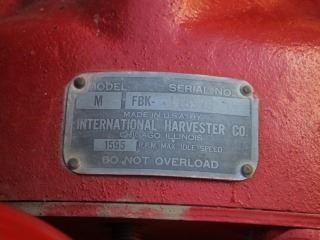 MODEL SERIAL NO.
M FBK-
MADE IN U.S.A. BY
INTERNATIONAL HARVESTER CO.
CHICAGO, ILLINOIS
1595 R.P.M. MAX. IDLE SPEED
DO NOT OVERLOAD